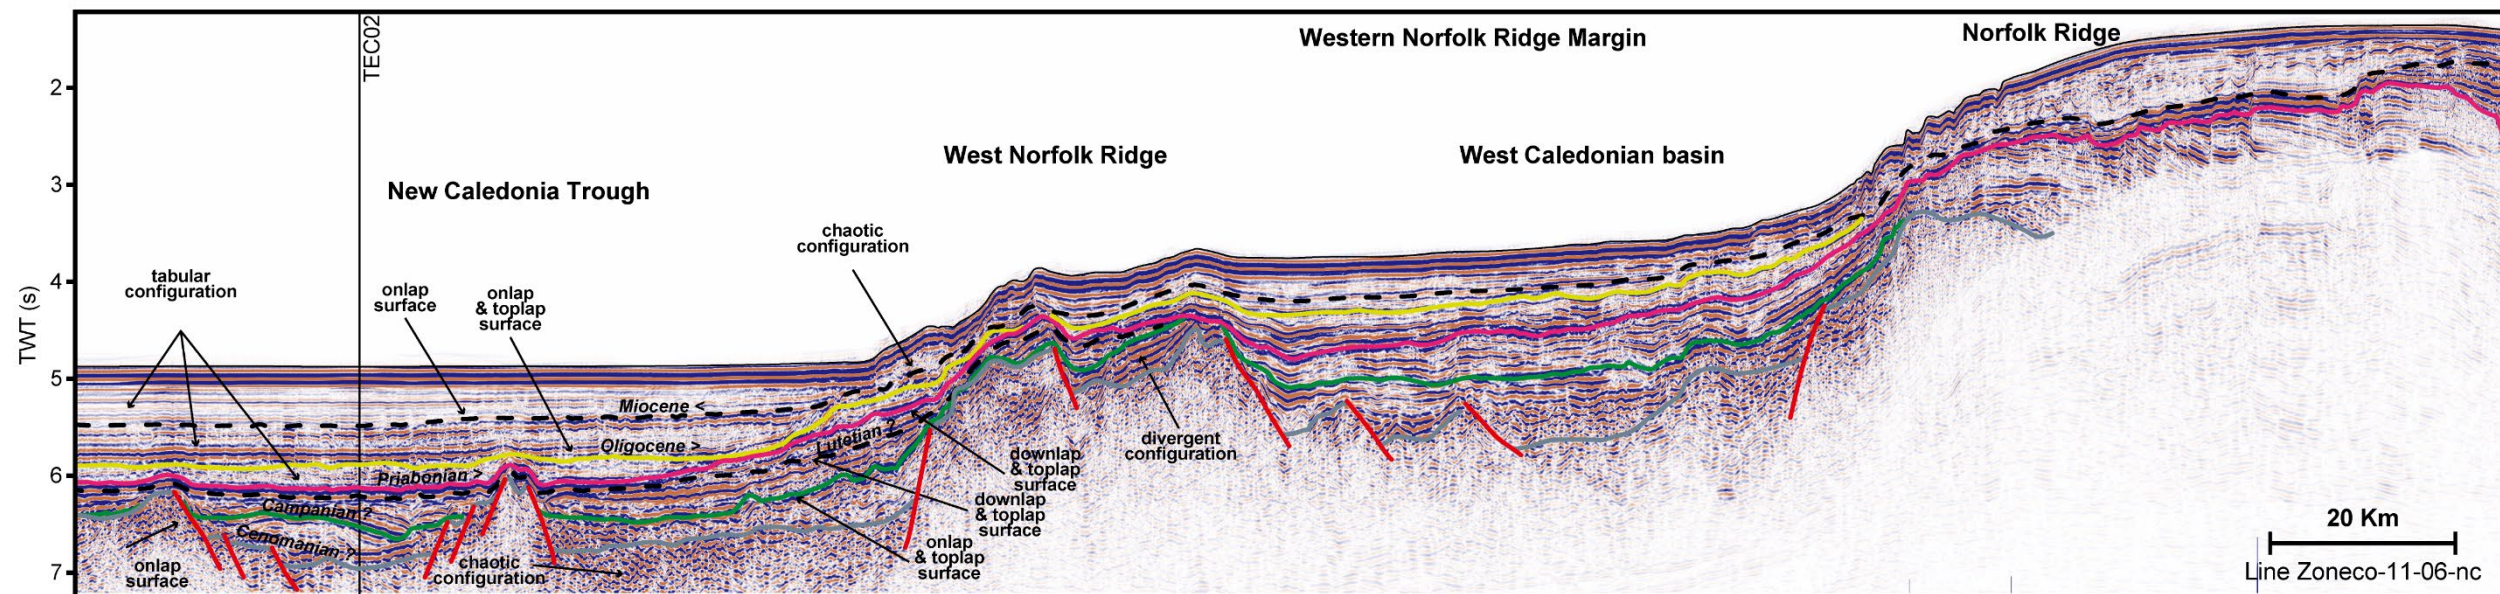 TEC02
Western Norfolk Ridge Margin
Norfolk Ridge
West Norfolk Ridge
West Caledonian basin
New Caledonia Trough
TWT (s)
2
3
4
5
6
7
tabular
configuration
onlap
surface
onlap
& toplap
surface
chaotic
configuration
Miocene <
Oligocene >
Lutetian ?
Priabonian >
Campanian ?
Cenomanian ?
divergent
configuration
downlap
& toplap
surface
downlap
& toplap
surface
onlap
& toplap
surface
onlap
surface
chaotic
configuration
20 Km
Line Zoneco-11-06-nc